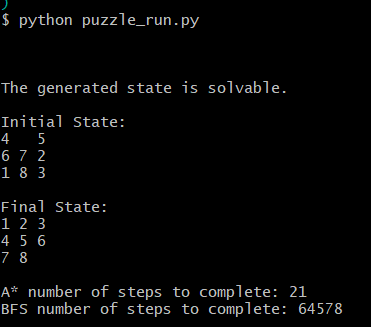 )
$ python puzzle_run.py
The generated state is solvable.
Initial State:
4   5
6 7 2
1 8 3
Final State:
1 2 3
4 5 6
7 8
A* number of steps to complete: 21
BFS number of steps to complete: 64578